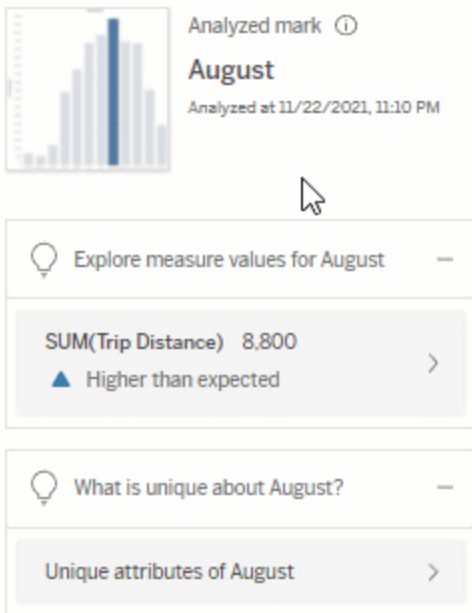 Analyzed mark
August
Analyzed at 11/22/2021, 11:10 PM
Explore measure values for August
SUM(Trip Distance) 8,800
Higher than expected
What is unique about August?
Unique attributes of August